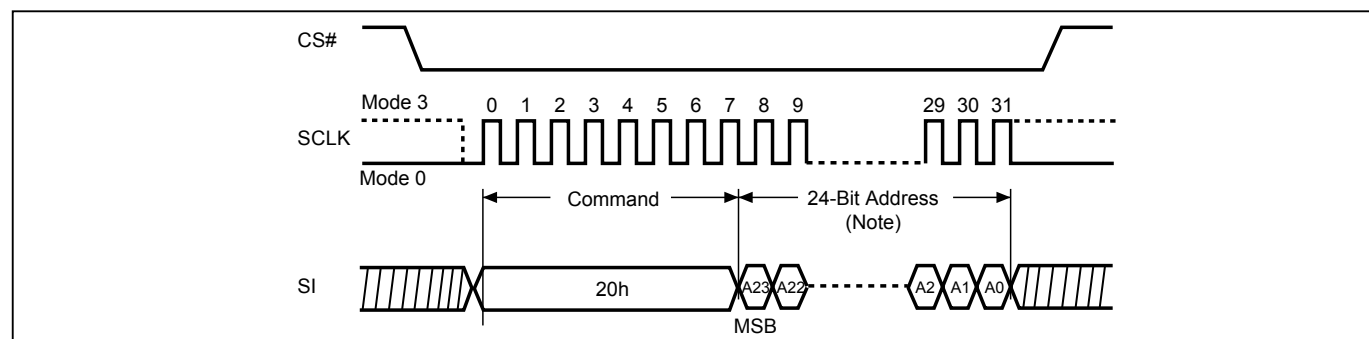 CS#
Mode 3
0 1 2 3 4 5 6 7 8 9 29 30 31
SCLK
Mode 0
Command
24-Bit Address
(Note)
SI
20h
A23 A22 A2 A1 A0
MSB